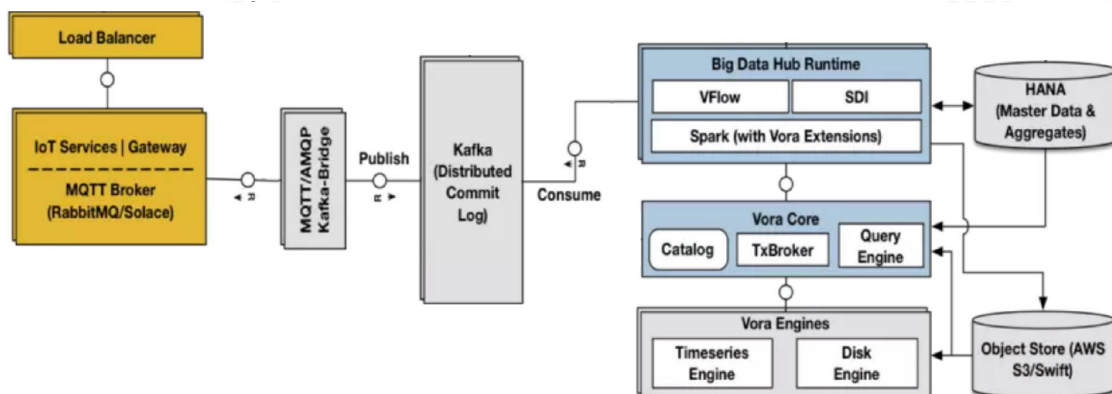 Load Balancer
IoT Services | Gateway
MQTT Broker
(RabbitMQ/Solace)
R
MQTT/AMQP
Kafka-Bridge
Publish
R
Kafka
(Distributed
Commit
Log)
R
Consume
Big Data Hub Runtime
VFlow
SDI
Spark (with Vora Extensions)
HANA
(Master Data &
Aggregates)
Vora Core
Catalog
TxBroker
Query
Engine
Vora Engines
Timeseries
Engine
Disk
Engine
Object Store (AWS
S3/Swift)